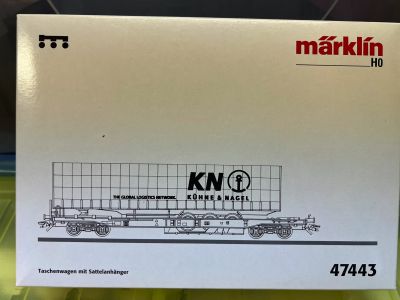 märklin
H0
KN
THE GLOBAL LOGISTICS NETWORK.
KÜHNE & NAGEL
Taschenwagen mit Sattelanhänger
47443